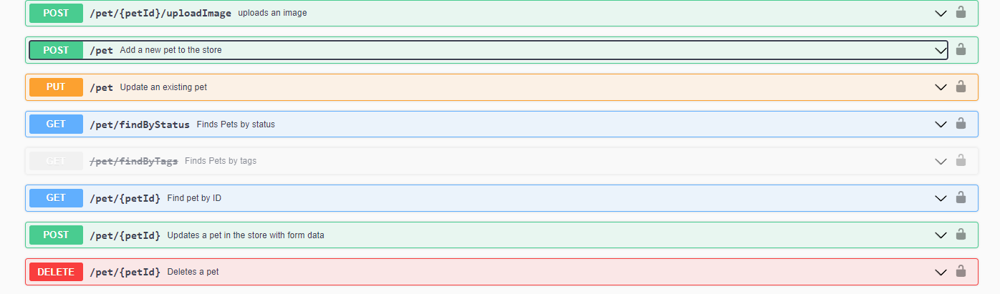 POST /pet/{petId}/uploadImage uploads an image
POST /pet Add a new pet to the store
PUT /pet Update an existing pet
GET /pet/findByStatus Finds Pets by status
GET /pet/findByTags Finds Pets by tags
GET /pet/{petId} Find pet by ID
POST /pet/{petId} Updates a pet in the store with form data
DELETE /pet/{petId} Deletes a pet